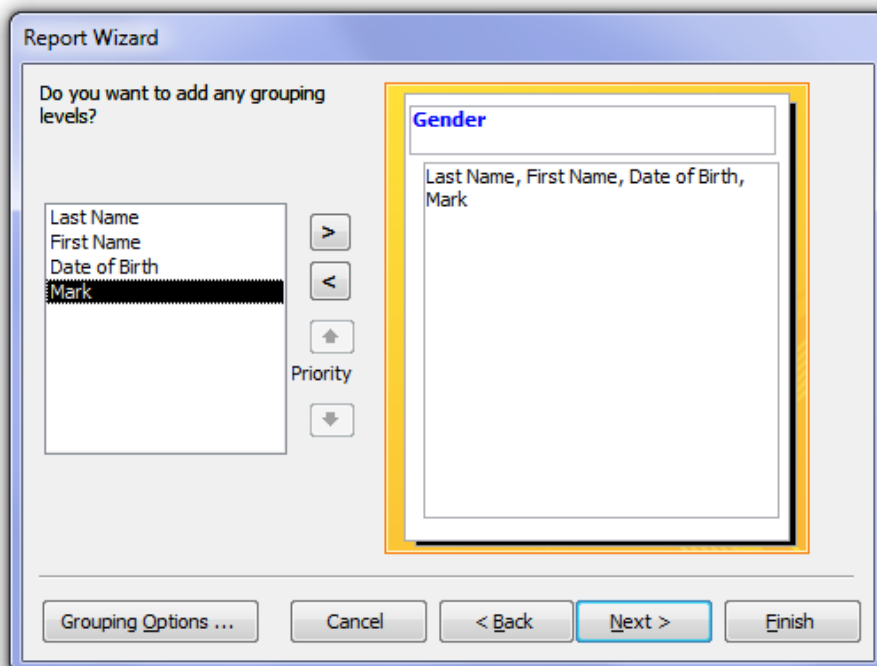 Report Wizard
Do you want to add any grouping
levels?
Last Name
First Name
Date of Birth
Mark
>
<
Priority
Gender
Last Name, First Name, Date of Birth,
Mark
Grouping Options ...
Cancel
< Back
Next >
Finish